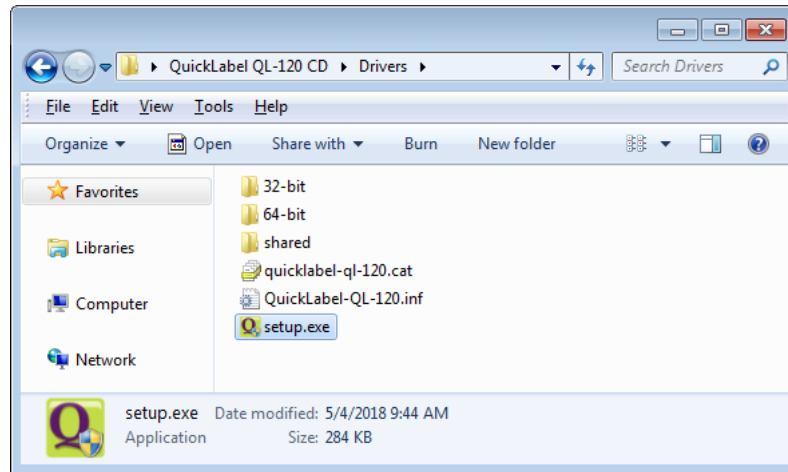 QuickLabel QL-120 CD Drivers
Search Drivers
File Edit View Tools Help
Organize Open Share with Burn New folder
Favorites
Libraries
Computer
Network
32-bit
64-bit
shared
quicklabel-ql-120.cat
QuickLabel-QL-120.inf
setup.exe
setup.exe Date modified: 5/4/2018 9:44 AM
Application Size: 284 KB